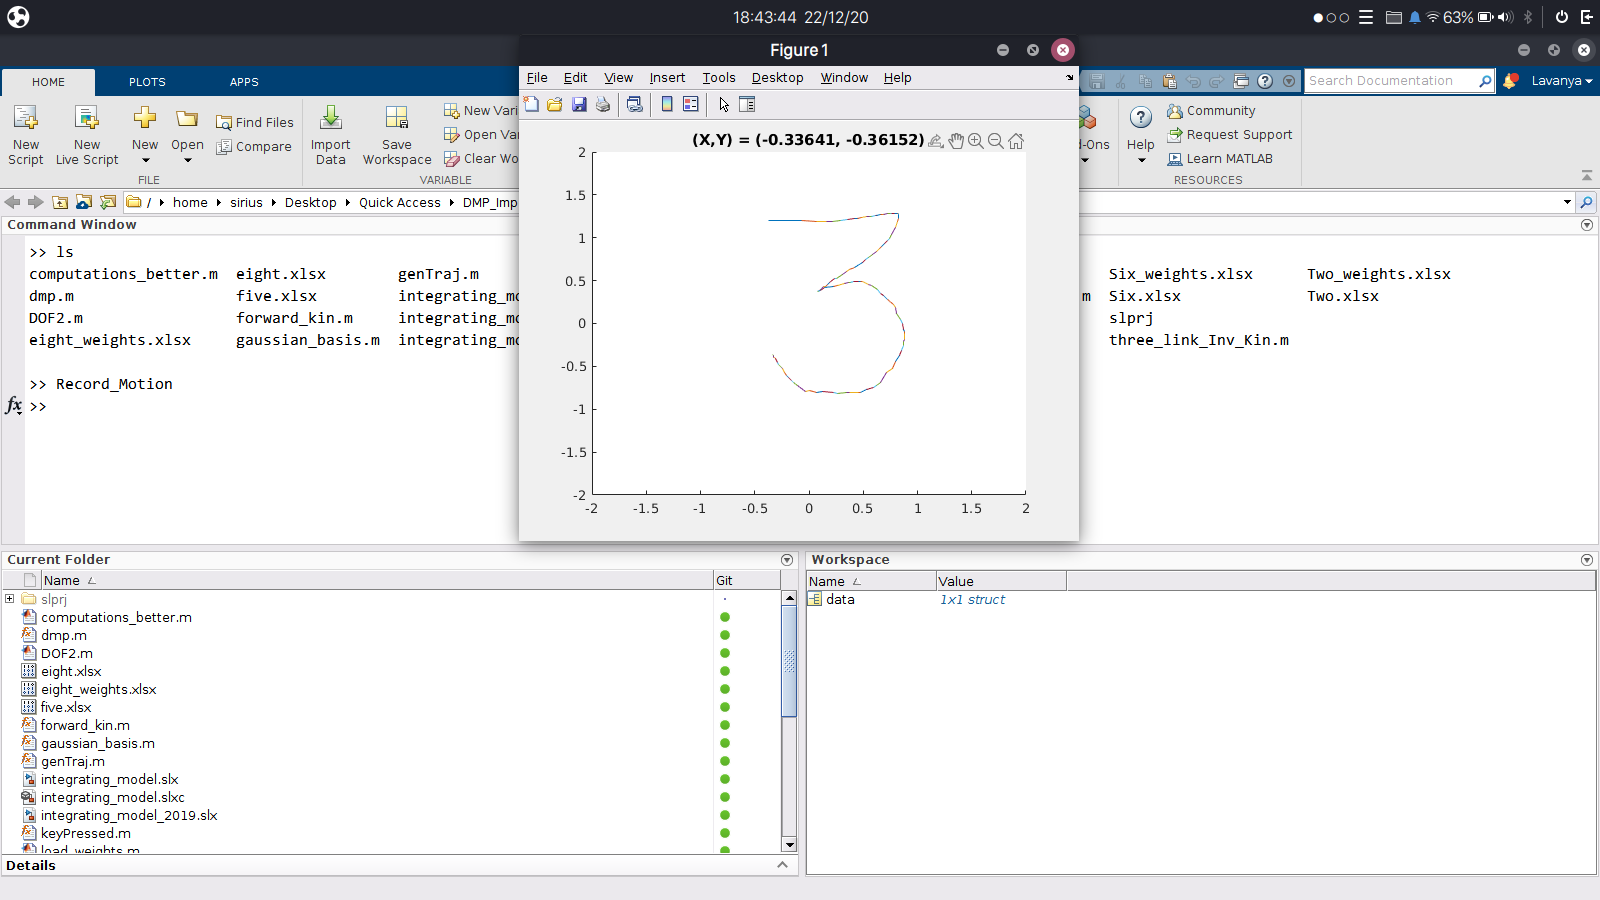 18:43:44 22/12/20
63%
Figure 1
HOME PLOTS APPS
File Edit View Insert Tools Desktop Window Help
Search Documentation
Lavanya
New Script
New Live Script
New
Open
Find Files
Compare
FILE
Import Data
Save Workspace
New Vari
Open Va
Clear Wo
VARIABLE
d-Ons
Help
Community
Request Support
Learn MATLAB
RESOURCES
/ home sirius Desktop Quick Access DMP_Imp
(X,Y) = (-0.33641, -0.36152)
2
1.5
1
0.5
0
-0.5
-1
-1.5
-2
-2 -1.5 -1 -0.5 0 0.5 1 1.5 2
Command Window
>> ls
computations_better.m eight.xlsx genTraj.m Six_weights.xlsx Two_weights.xlsx
dmp.m five.xlsx integrating_mo m Six.xlsx Two.xlsx
DOF2.m forward_kin.m integrating_mo slprj
eight_weights.xlsx gaussian_basis.m integrating_mo three_link_Inv_Kin.m
>> Record_Motion
fx >>
Current Folder
Name Git
slprj
computations_better.m
dmp.m
DOF2.m
eight.xlsx
eight_weights.xlsx
five.xlsx
forward_kin.m
gaussian_basis.m
genTraj.m
integrating_model.slx
integrating_model.slxc
integrating_model_2019.slx
keyPressed.m
load_weights.m
Details
Workspace
Name Value
data 1x1 struct